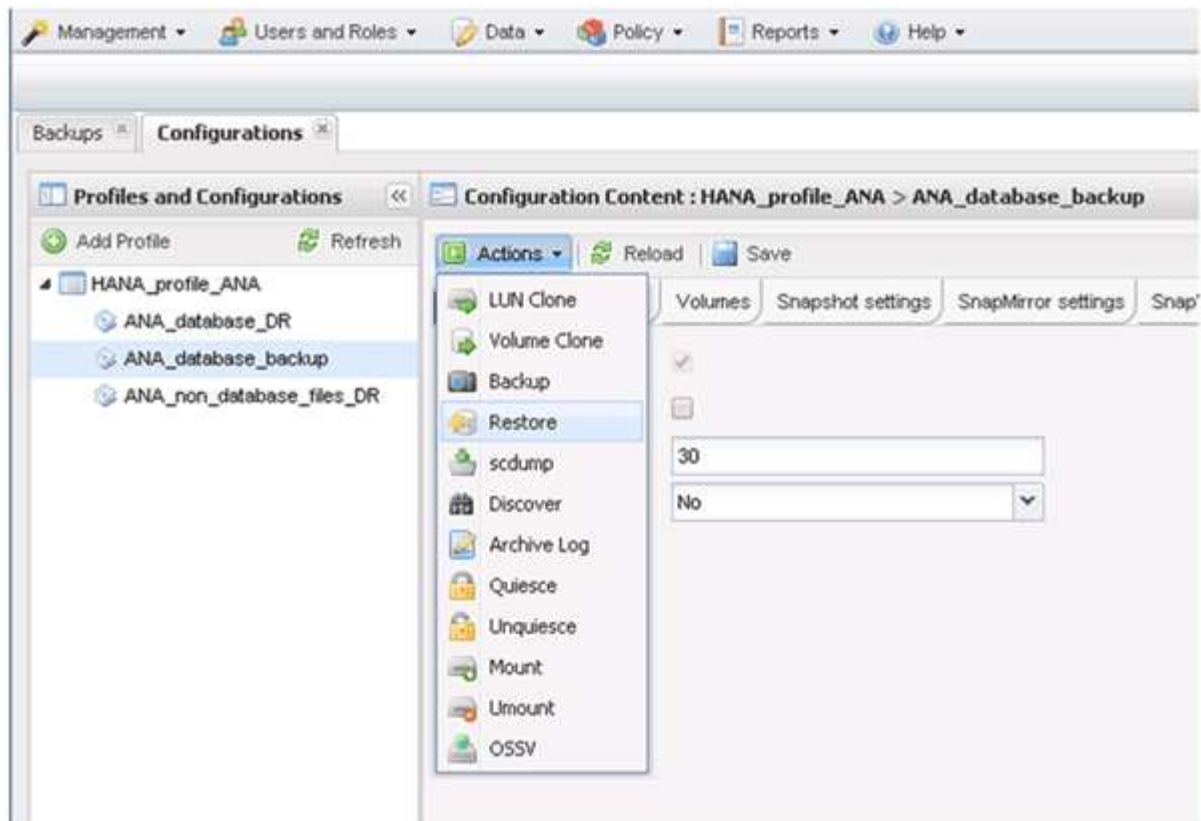 Management Users and Roles Data Policy Reports Help
Backups Configurations
Profiles and Configurations
Configuration Content : HANA_profile_ANA > ANA_database_backup
Add Profile Refresh
Actions Reload Save
HANA_profile_ANA
ANA_database_DR
ANA_database_backup
ANA_non_database_files_DR
LUN Clone
Volume Clone
Backup
Restore
scdump
Discover
Archive Log
Quiesce
Unquiesce
Mount
Umount
OSSV
Volumes Snapshot settings SnapMirror settings Snap
30
No